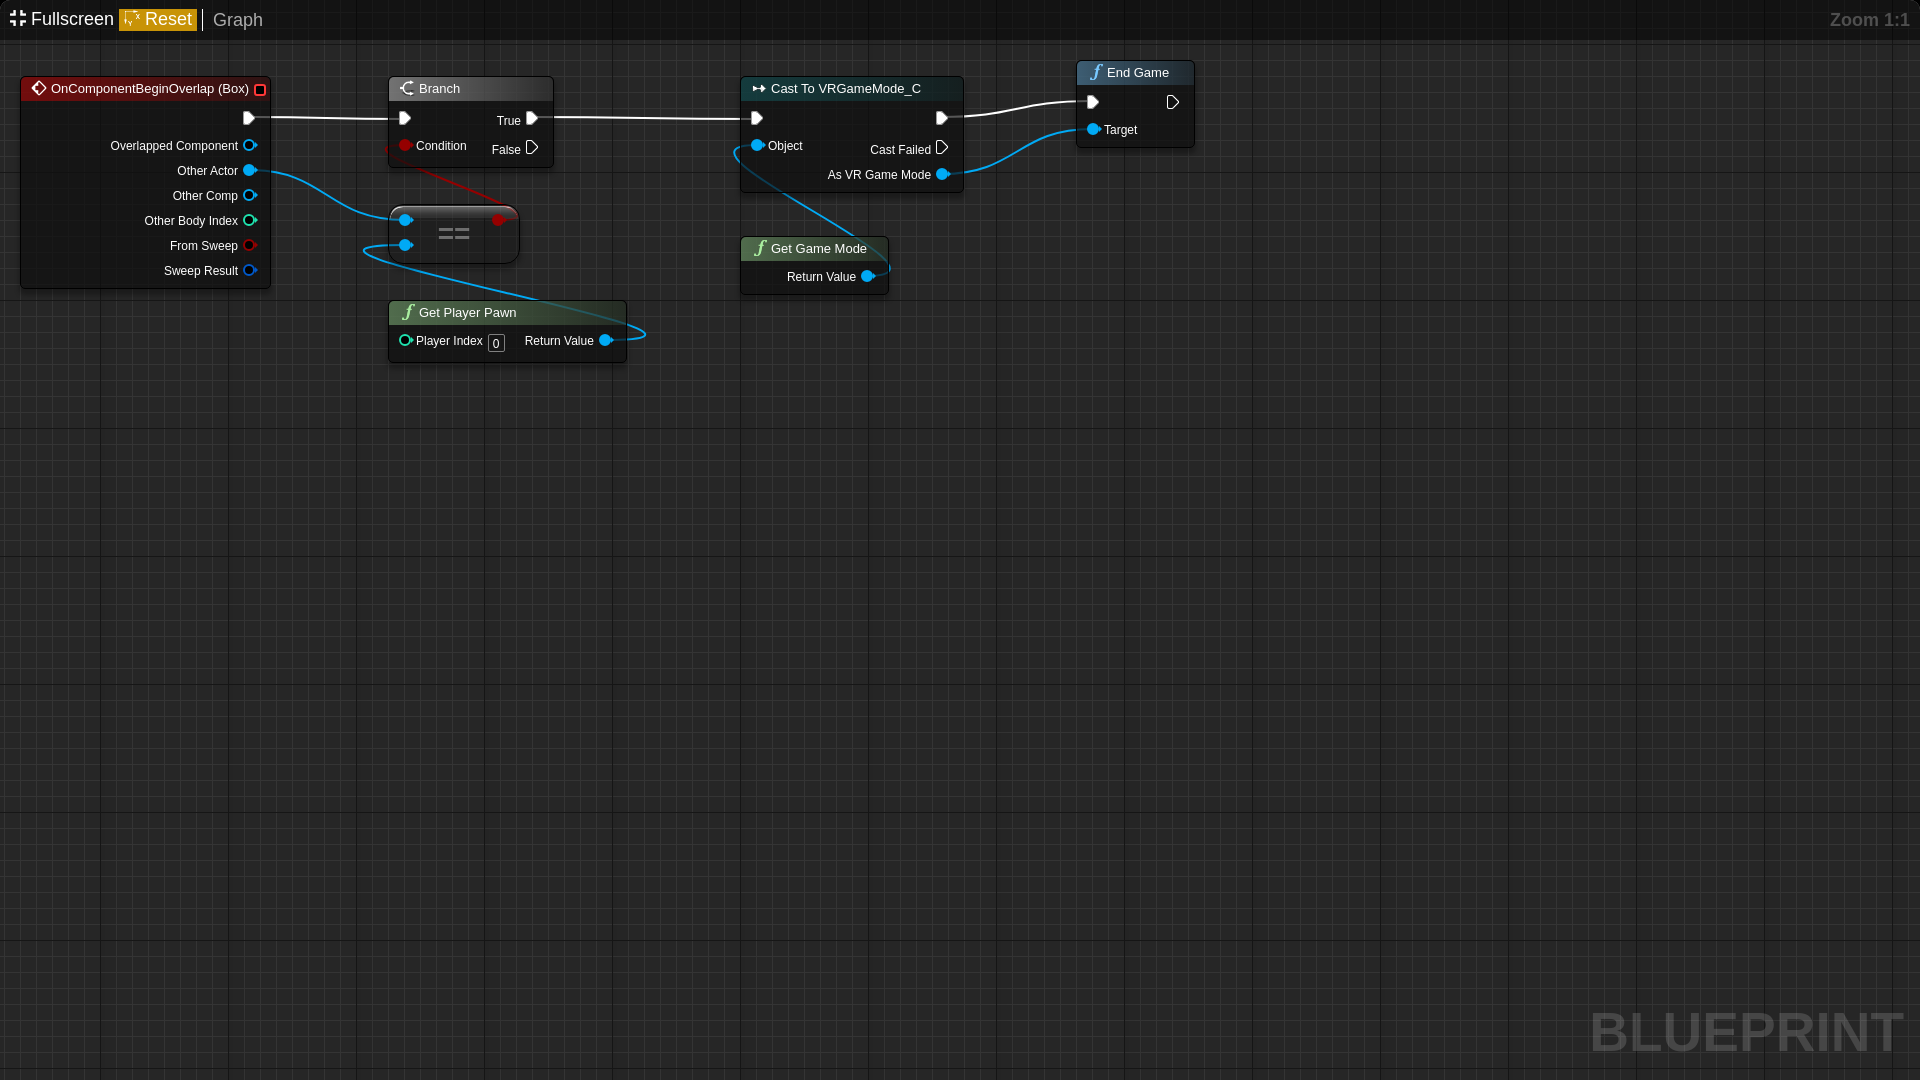 Fullscreen Reset Graph Zoom 1:1
OnComponentBeginOverlap (Box)
Overlapped Component
Other Actor
Other Comp
Other Body Index
From Sweep
Sweep Result
Branch
True
Condition
False
==
Get Player Pawn
Player Index 0 Return Value
Cast To VRGameMode_C
Object
Cast Failed
As VR Game Mode
Get Game Mode
Return Value
End Game
Target
BLUEPRINT